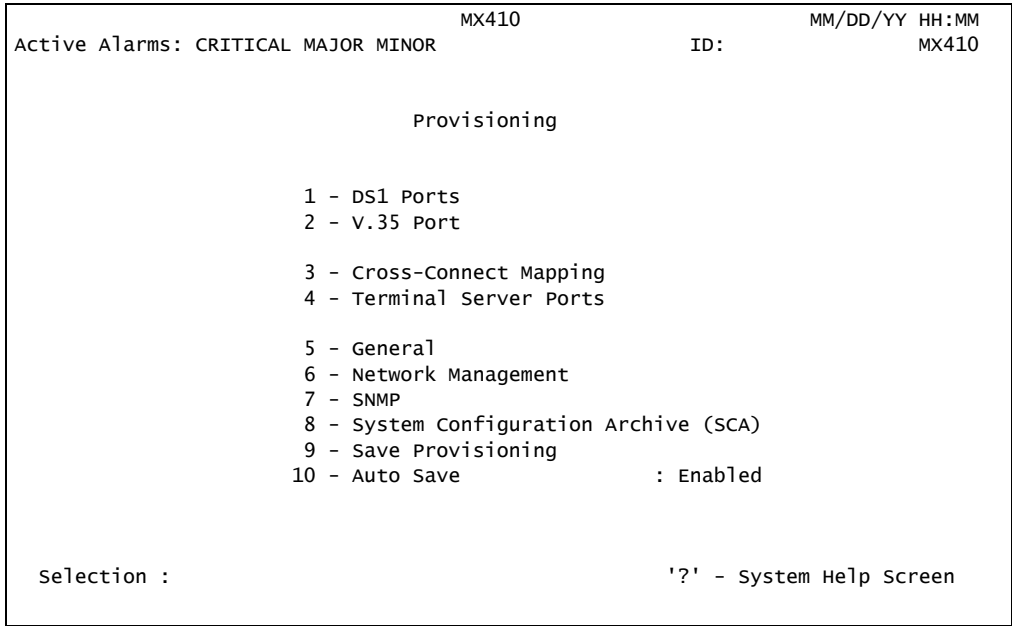 MX410 MM/DD/YY HH:MM
Active Alarms: CRITICAL MAJOR MINOR ID: MX410
Provisioning
1 - DS1 Ports
2 - V.35 Port
3 - Cross-Connect Mapping
4 - Terminal Server Ports
5 - General
6 - Network Management
7 - SNMP
8 - System Configuration Archive (SCA)
9 - Save Provisioning
10 - Auto Save : Enabled
Selection : '?' - System Help Screen